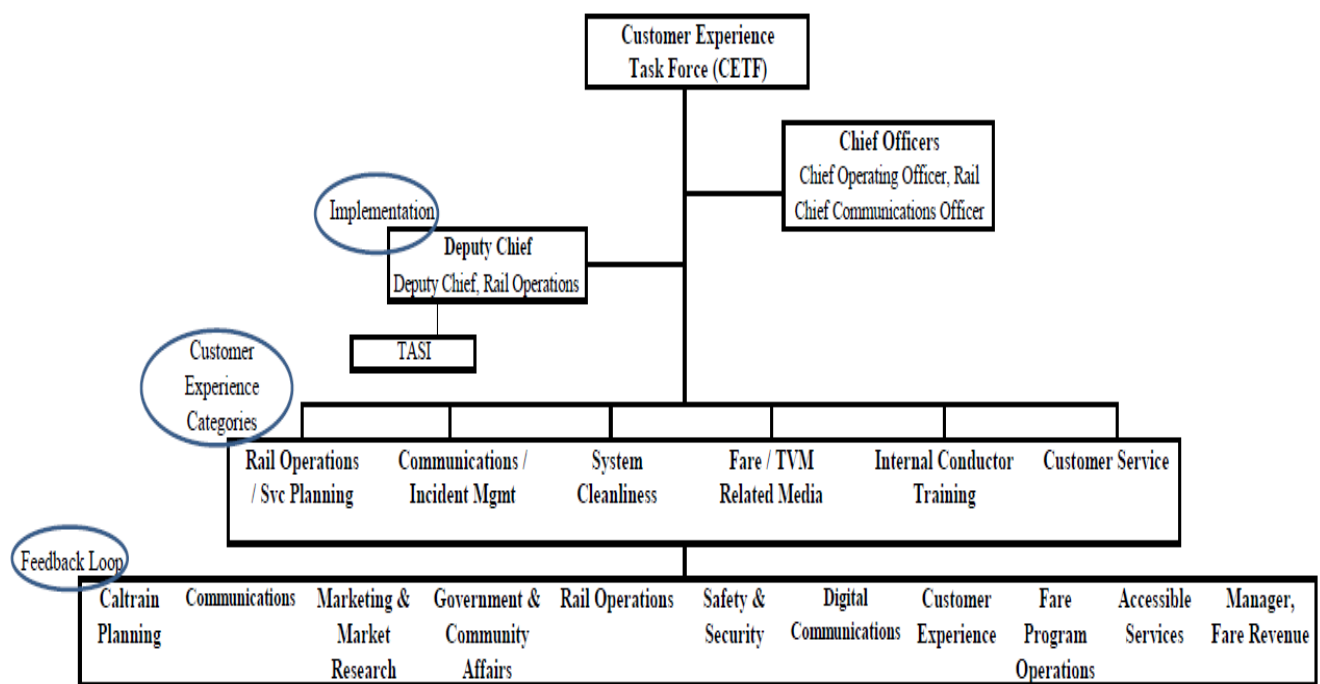 Customer Experience
Task Force (CETF)
Chief Officers
Chief Operating Officer, Rail
Chief Communications Officer
Implementation
Deputy Chief
Deputy Chief, Rail Operations
TASI
Customer
Experience
Categories
Rail Operations
/ Svc Planning
Communications /
Incident Mgmt
System
Cleanliness
Fare / TVM
Related Media
Internal Conductor
Training
Customer Service
Feedback Loop
Caltrain
Planning
Communications
Marketing &
Market
Research
Government &
Community
Affairs
Rail Operations
Safety &
Security
Digital
Communications
Customer
Experience
Fare
Program
Operations
Accessible
Services
Manager,
Fare Revenue